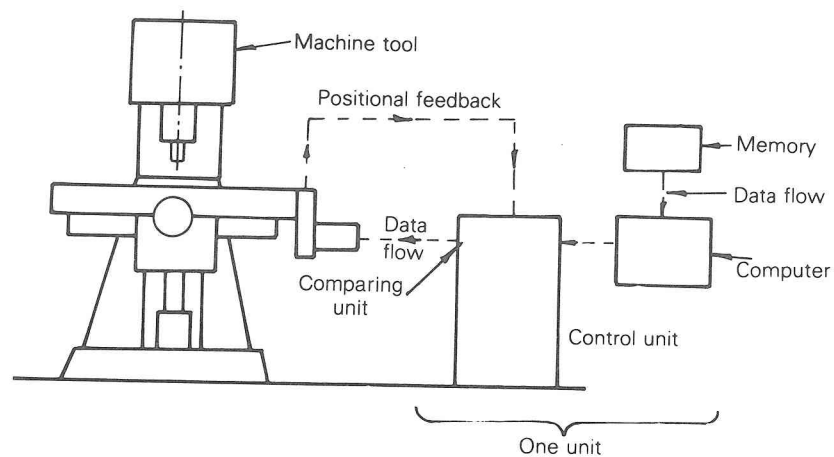 Machine tool
Positional feedback
Memory
Data flow
Data
flow
Computer
Comparing
unit
Control unit
One unit